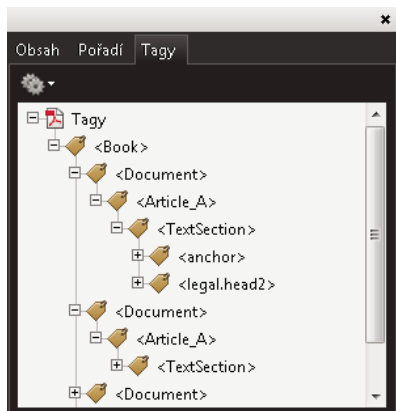 Obsah Pořadí Tagy
Tagy
<Book>
<Document>
<Article_A>
<TextSection>
<anchor>
<legal.head2>
<Document>
<Article_A>
<TextSection>
<Document>